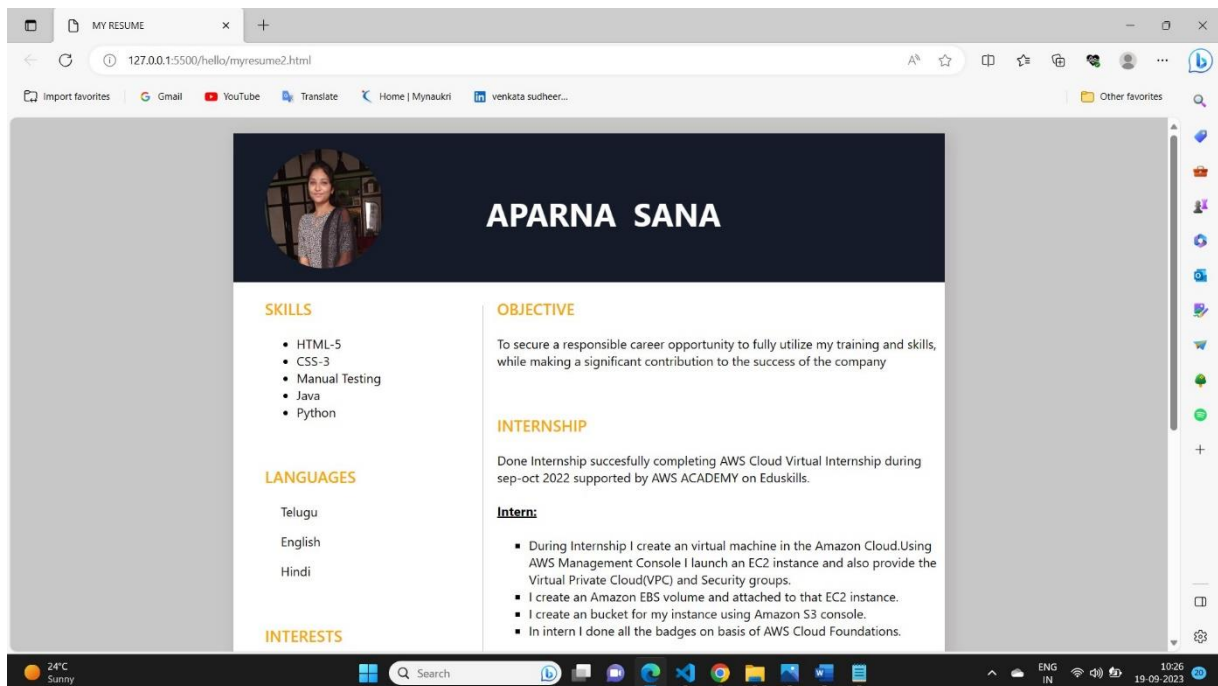 MY RESUME
127.0.0.1:5500/hello/myresume2.html
Import favorites Gmail YouTube Translate Home | Mynaukri venkata sudheer... Other favorites
APARNA SANA
SKILLS
HTML-5
CSS-3
Manual Testing
Java
Python
LANGUAGES
Telugu
English
Hindi
INTERESTS
OBJECTIVE
To secure a responsible career opportunity to fully utilize my training and skills,
while making a significant contribution to the success of the company
INTERNSHIP
Done Internship succesfully completing AWS Cloud Virtual Internship during
sep-oct 2022 supported by AWS ACADEMY on Eduskills.
Intern:
During Internship I create an virtual machine in the Amazon Cloud.Using
AWS Management Console I launch an EC2 instance and also provide the
Virtual Private Cloud(VPC) and Security groups.
I create an Amazon EBS volume and attached to that EC2 instance.
I create an bucket for my instance using Amazon S3 console.
In intern I done all the badges on basis of AWS Cloud Foundations.
24°C
Sunny
Search
ENG
IN
10:26
19-09-2023
20